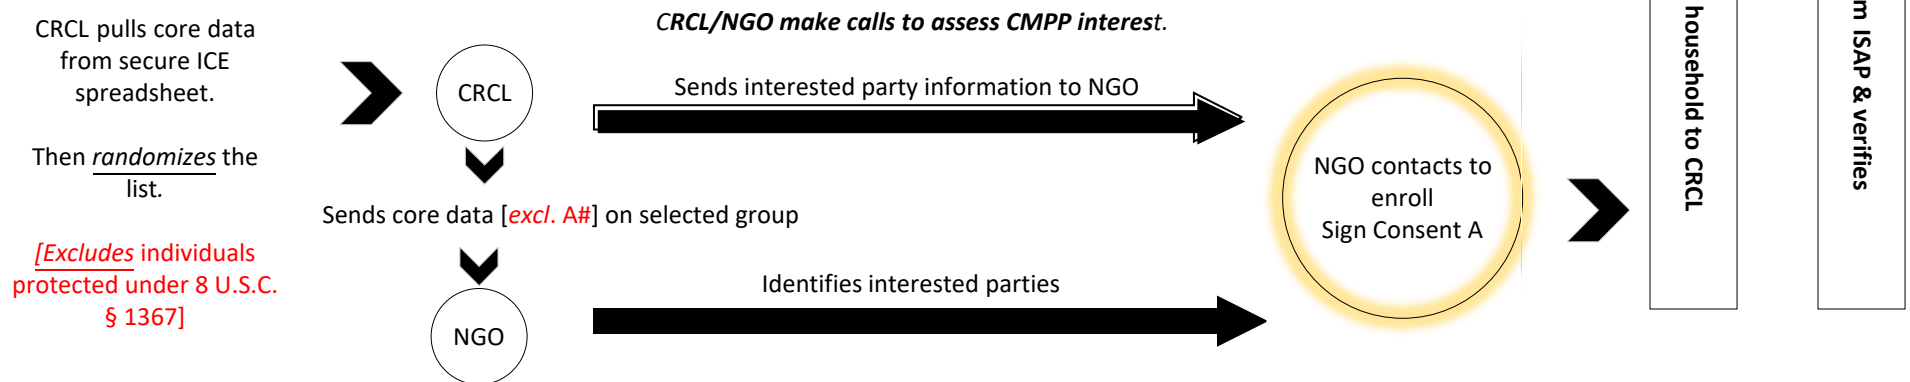 CRCL pulls core data
from secure ICE
spreadsheet.
Then randomizes the
list.
[Excludes individuals
protected under 8 U.S.C.
§ 1367]
CRCL
Sends core data [excl. A#] on selected group
NGO
CRCL/NGO make calls to assess CMPP interest.
Sends interested party information to NGO
Identifies interested parties
NGO contacts to
enroll
Sign Consent A
household to CRCL
ISAP & verifies